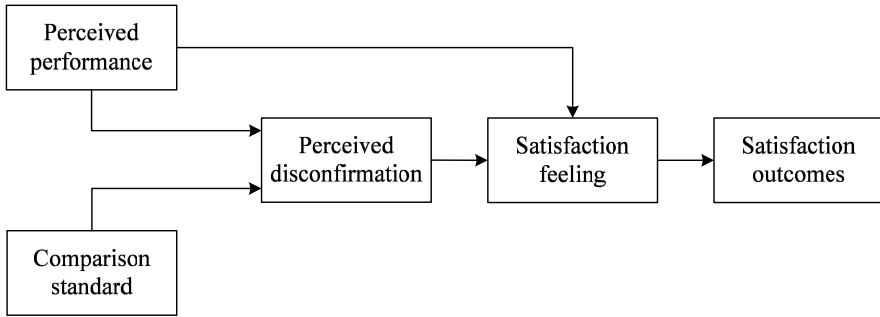 Perceived
performance
Perceived
disconfirmation
Satisfaction
feeling
Satisfaction
outcomes
Comparison
standard